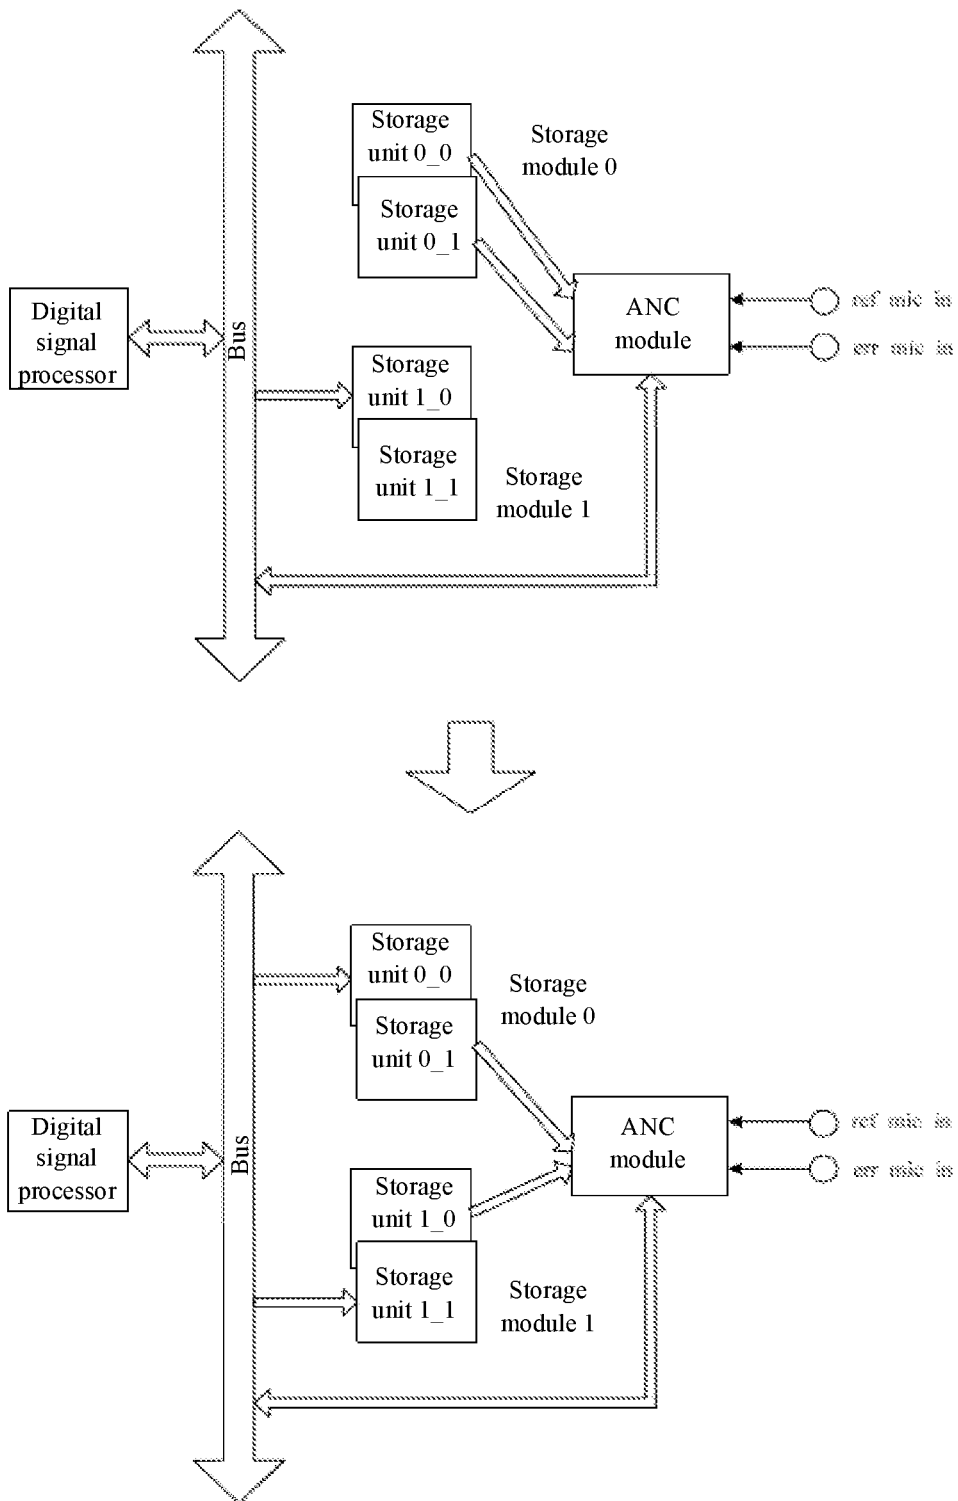 Storage
unit 0_0
Storage
module 0
Storage
unit 0_1
Digital
signal
processor
Bus
ANC
module
ref mic in
err mic in
Storage
unit 1_0
Storage
unit 1_1
Storage
module 1
Storage
unit 0_0
Storage
module 0
Storage
unit 0_1
Digital
signal
processor
Bus
ANC
module
ref mic in
err mic in
Storage
unit 1_0
Storage
unit 1_1
Storage
module 1